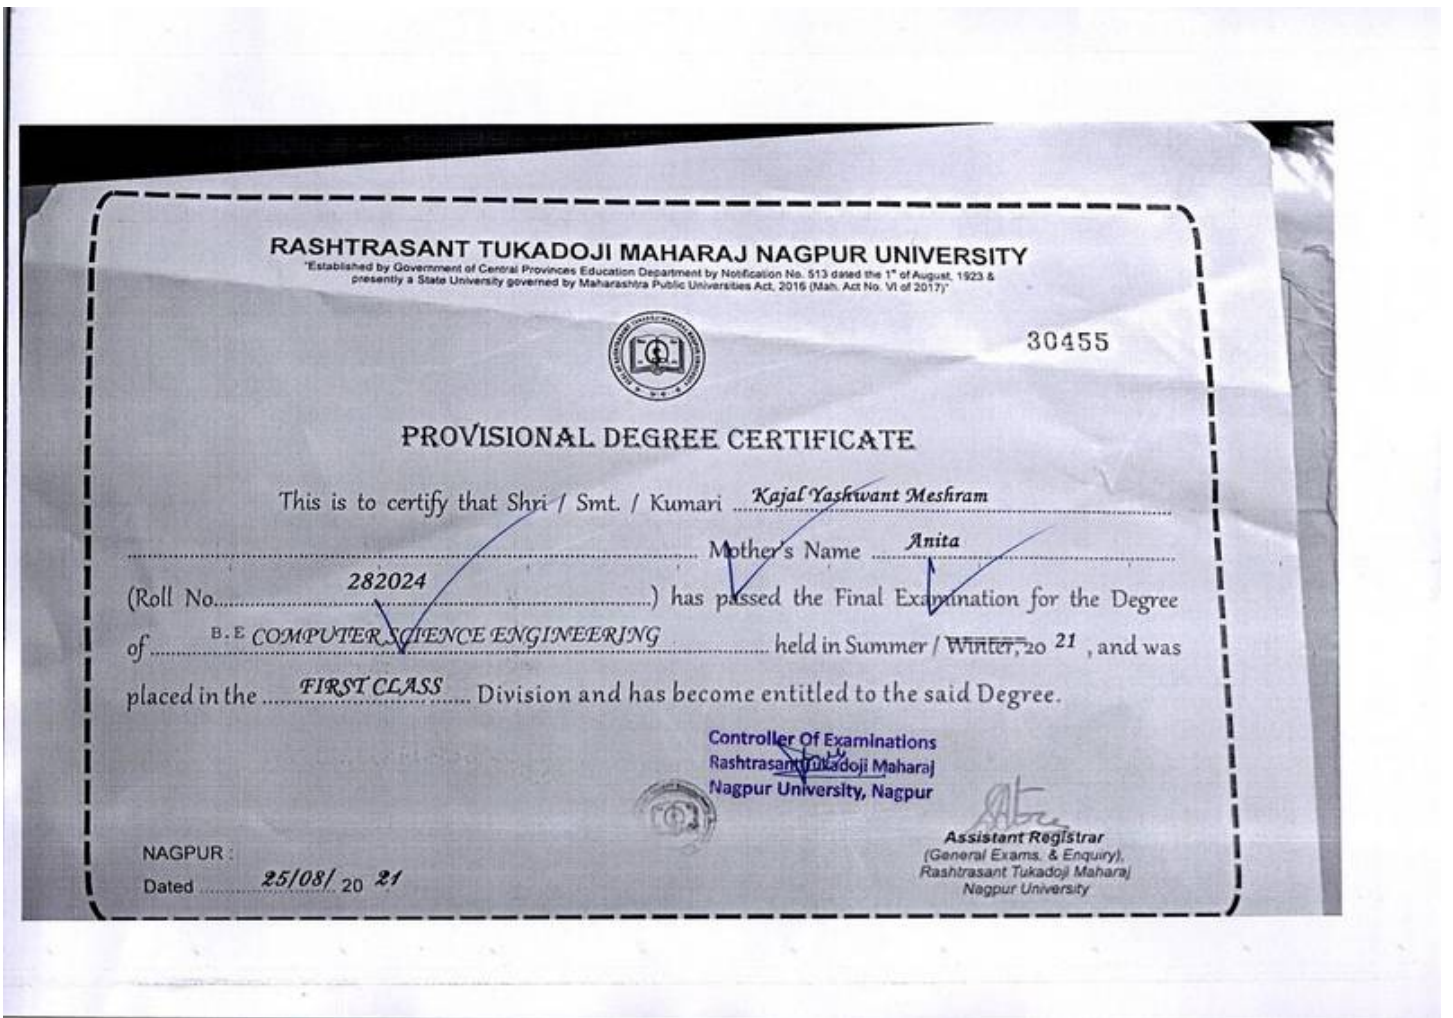 RASHTRASANT TUKADOJI MAHARAJ NAGPUR UNIVERSITY
"Established by Government of Central Provinces Education Department by Notification No. 513 dated the 1st of August, 1923 &
presently a State University governed by Maharashtra Public Universities Act, 2016 (Mah. Act No. VI of 2017)"
30455
PROVISIONAL DEGREE CERTIFICATE
This is to certify that Shri / Smt. / Kumari Kajal Yashwant Meshram
Mother's Name Anita
(Roll No. 282024 ) has passed the Final Examination for the Degree
of B.E COMPUTER SCIENCE ENGINEERING held in Summer / Winter, 20 21 , and was
placed in the FIRST CLASS Division and has become entitled to the said Degree.
Controller Of Examinations
Rashtrasant Tukadoji Maharaj
Nagpur University, Nagpur
Assistant Registrar
(General Exams. & Enquiry),
Rashtrasant Tukadoji Maharaj
Nagpur University
NAGPUR :
Dated 25/08/ 20 21